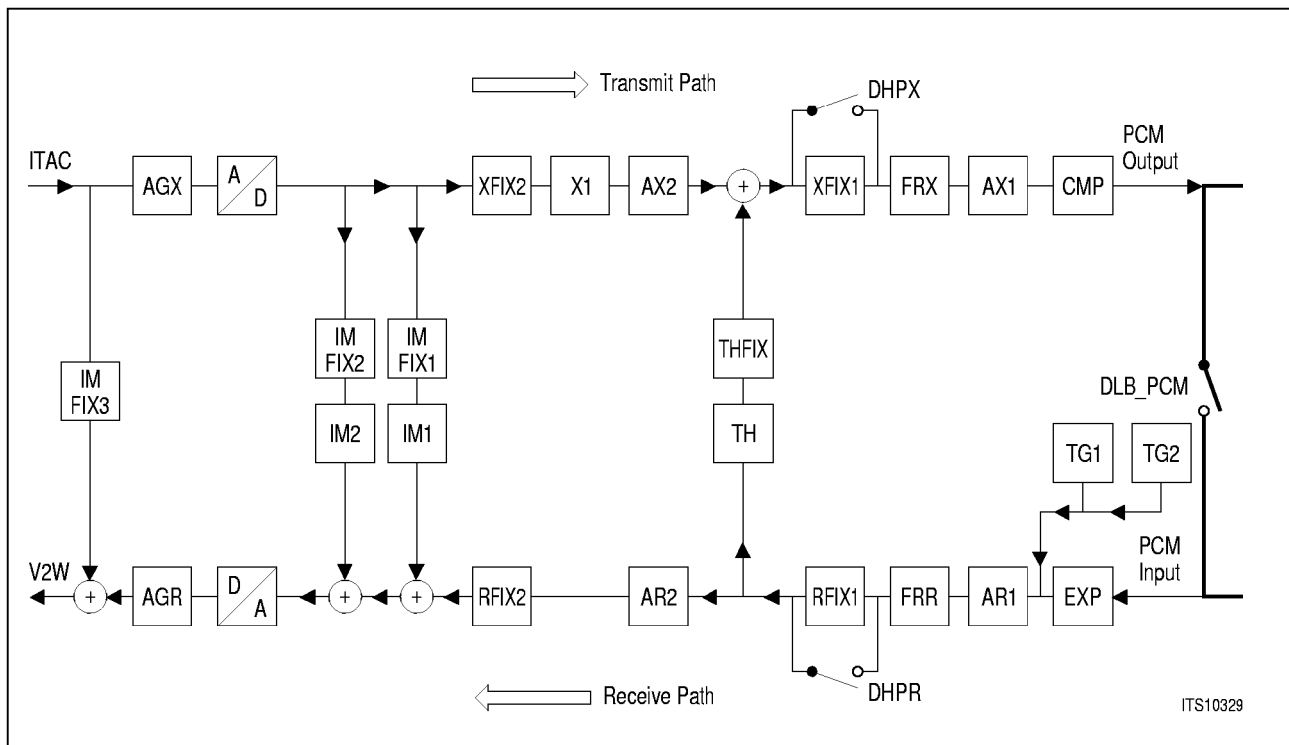 Transmit Path
DHPX
ITAC
AGX
A
D
XFIX2
X1
AX2
+
XFIX1
FRX
AX1
CMP
PCM
Output
IM
FIX3
IM
FIX2
IM
FIX1
IM2
IM1
THFIX
TH
DLB_PCM
TG1
TG2
PCM
Input
V2W
+
AGR
D
A
+
+
RFIX2
AR2
RFIX1
FRR
AR1
EXP
DHPR
Receive Path
ITS10329